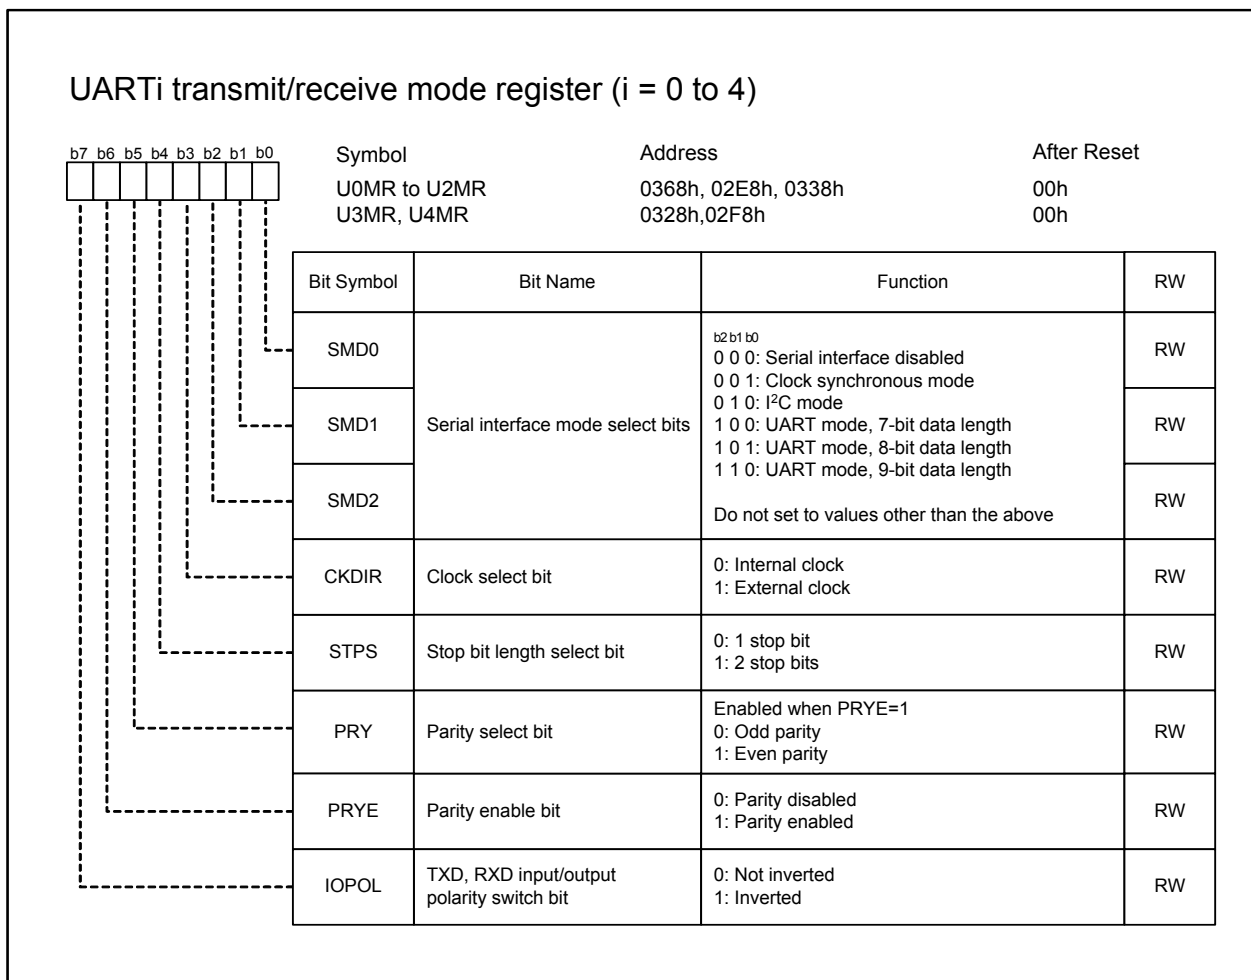 UARTi transmit/receive mode register (i = 0 to 4)
b7 b6 b5 b4 b3 b2 b1 b0
Symbol Address After Reset
U0MR to U2MR 0368h, 02E8h, 0338h 00h
U3MR, U4MR 0328h,02F8h 00h
Bit Symbol Bit Name Function RW
SMD0 RW
SMD1 RW
SMD2 RW
Serial interface mode select bits
b2 b1 b0
0 0 0: Serial interface disabled
0 0 1: Clock synchronous mode
0 1 0: I²C mode
1 0 0: UART mode, 7-bit data length
1 0 1: UART mode, 8-bit data length
1 1 0: UART mode, 9-bit data length
Do not set to values other than the above
CKDIR Clock select bit
0: Internal clock
1: External clock
RW
STPS Stop bit length select bit
0: 1 stop bit
1: 2 stop bits
RW
PRY Parity select bit
Enabled when PRYE=1
0: Odd parity
1: Even parity
RW
PRYE Parity enable bit
0: Parity disabled
1: Parity enabled
RW
IOPOL
TXD, RXD input/output
polarity switch bit
0: Not inverted
1: Inverted
RW